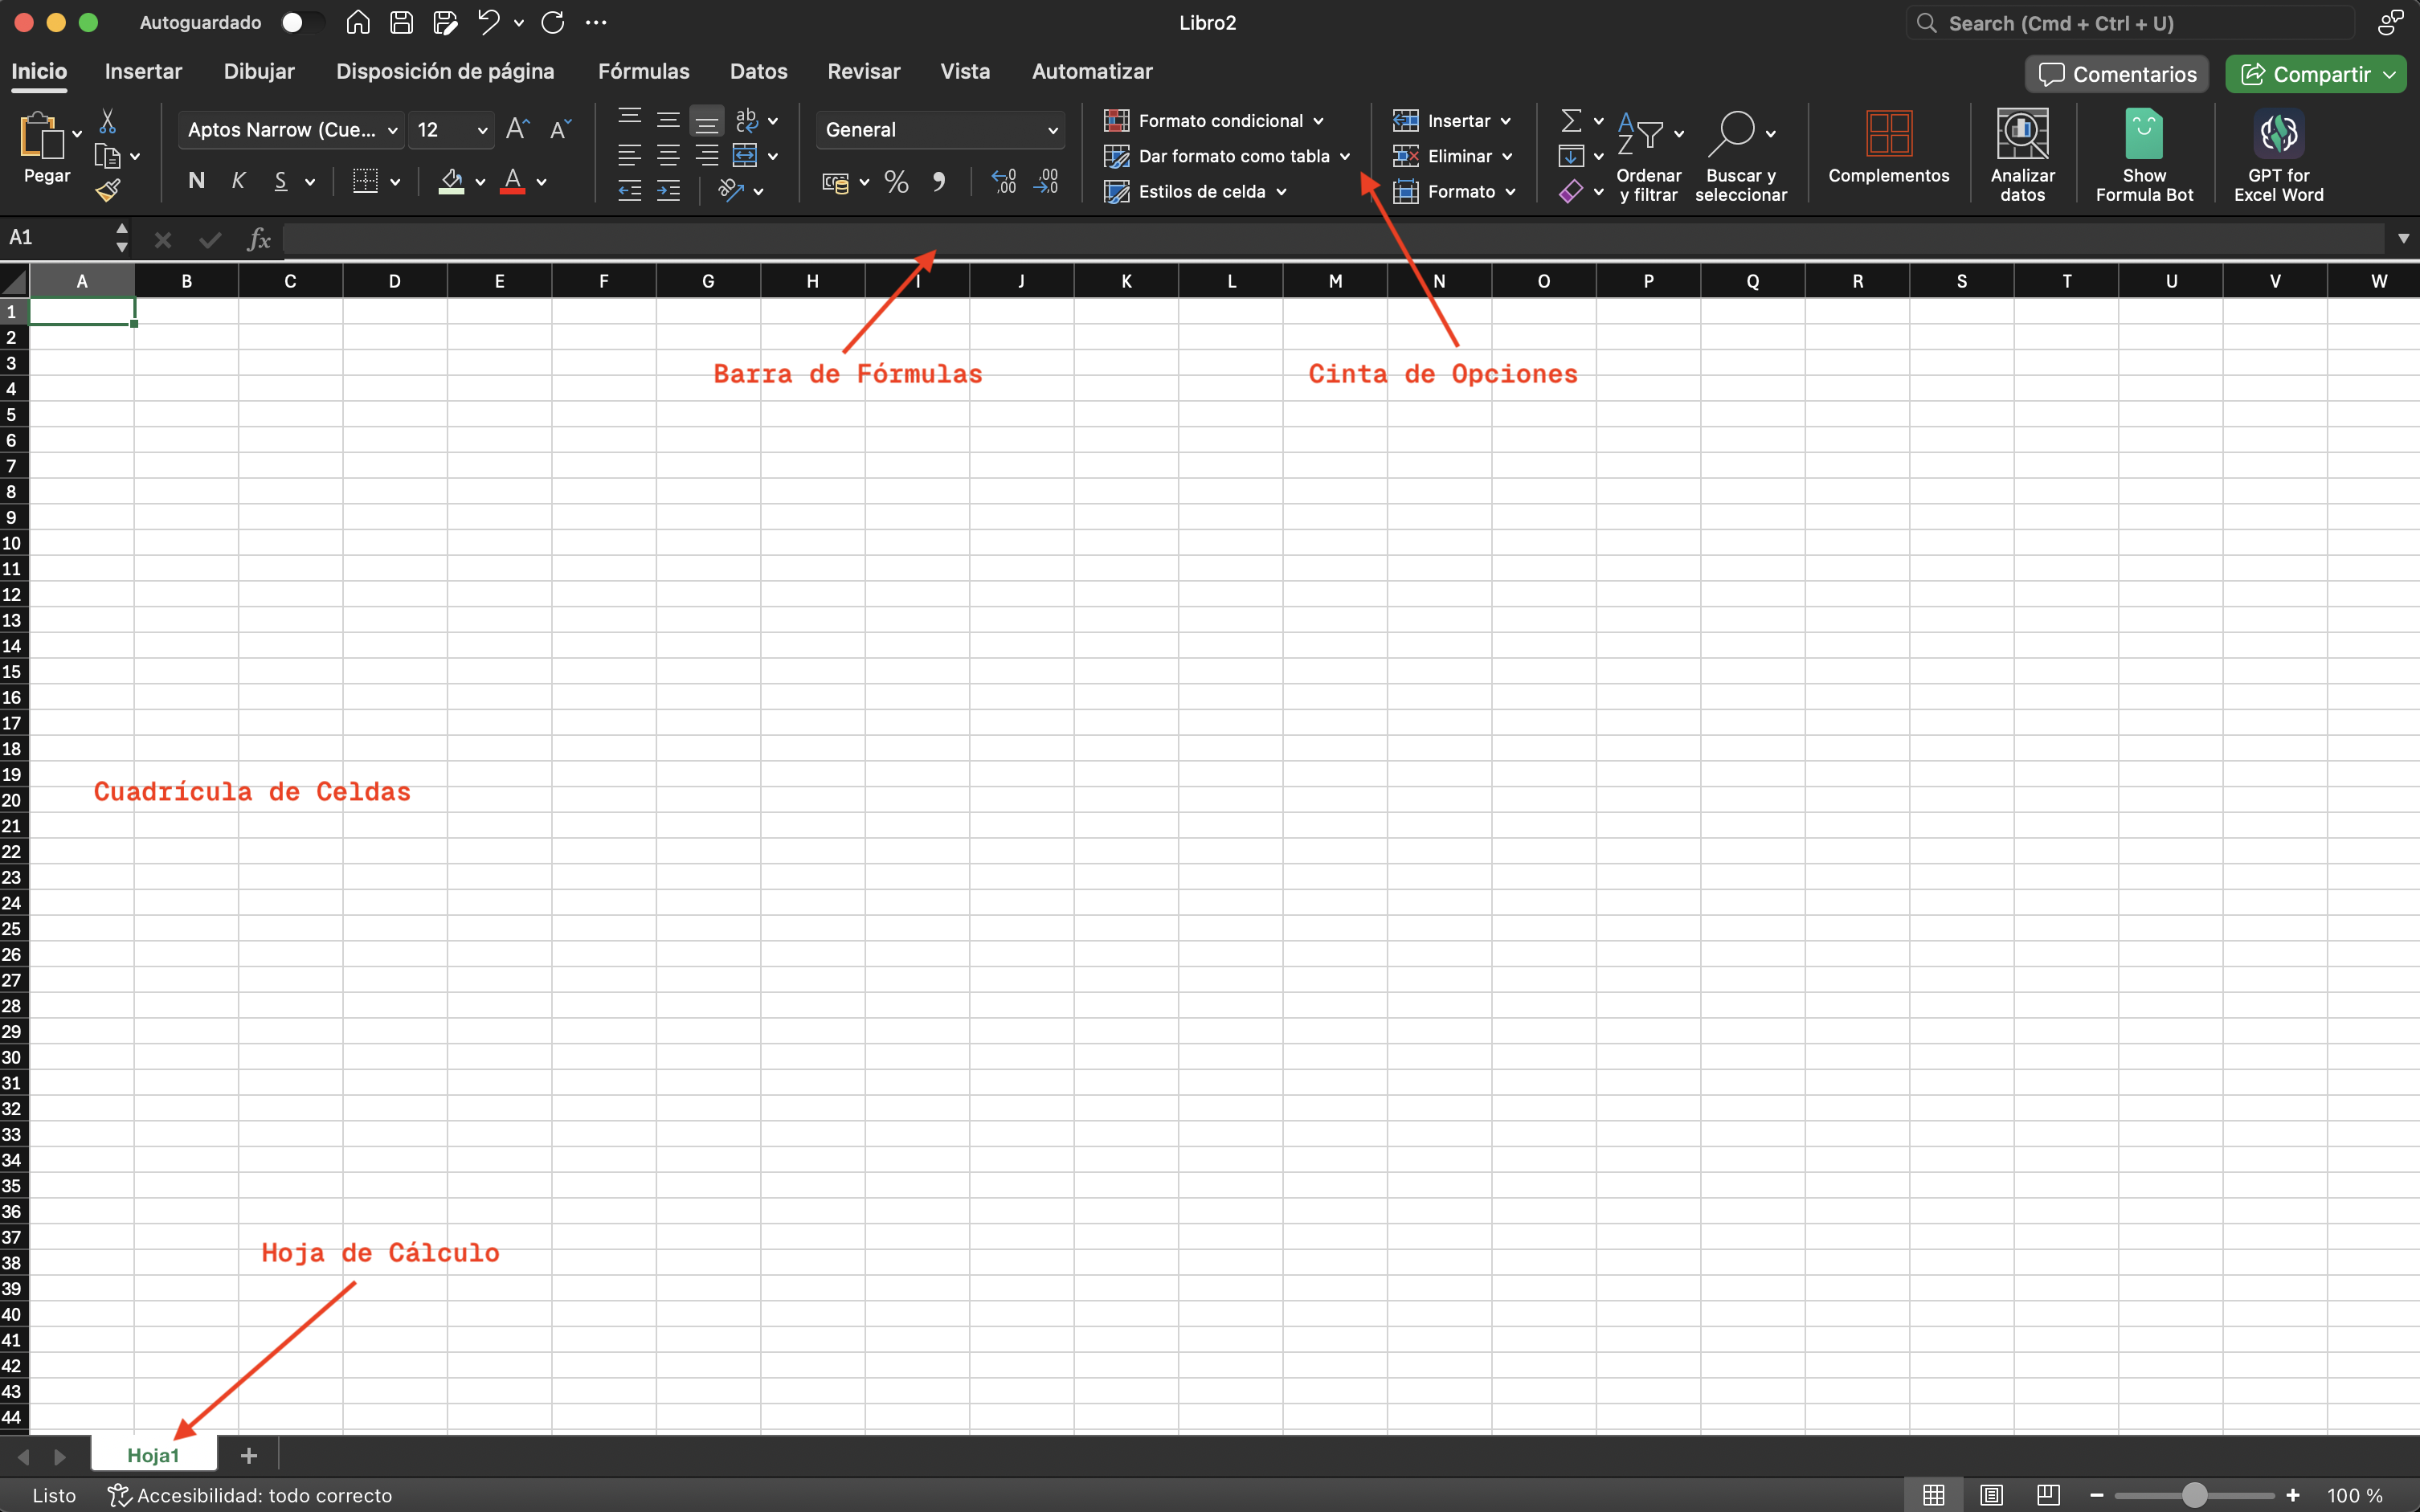 Autoguardado
Libro2
Search (Cmd + Ctrl + U)
Inicio Insertar Dibujar Disposición de página Fórmulas Datos Revisar Vista Automatizar
Comentarios
Compartir
Pegar
Aptos Narrow (Cue...
12
N K S
General
Formato condicional
Dar formato como tabla
Estilos de celda
Insertar
Eliminar
Formato
Ordenar
y filtrar
Buscar y
seleccionar
Complementos
Analizar
datos
Show
Formula Bot
GPT for
Excel Word
A1
fx
A B C D E F G H I J K L M N O P Q R S T U V W
1
2
3
Barra de Fórmulas
Cinta de Opciones
4
5
6
7
8
9
10
11
12
13
14
15
16
17
18
19
Cuadrícula de Celdas
20
21
22
23
24
25
26
27
28
29
30
31
32
33
34
35
36
37
Hoja de Cálculo
38
39
40
41
42
43
44
Hoja1
Listo
Accesibilidad: todo correcto
100 %